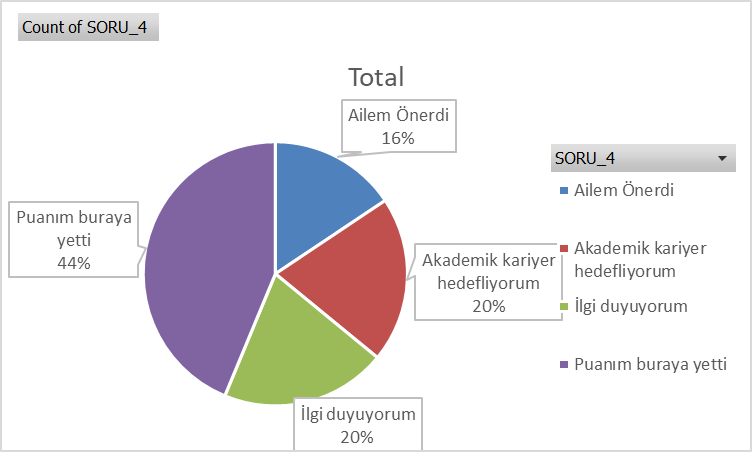 Count of SORU_4
Total
Ailem Önerdi
16%
Akademik kariyer
hedefliyorum
20%
İlgi duyuyorum
20%
Puanım buraya
yetti
44%
SORU_4
Ailem Önerdi
Akademik kariyer
hedefliyorum
İlgi duyuyorum
Puanım buraya yetti